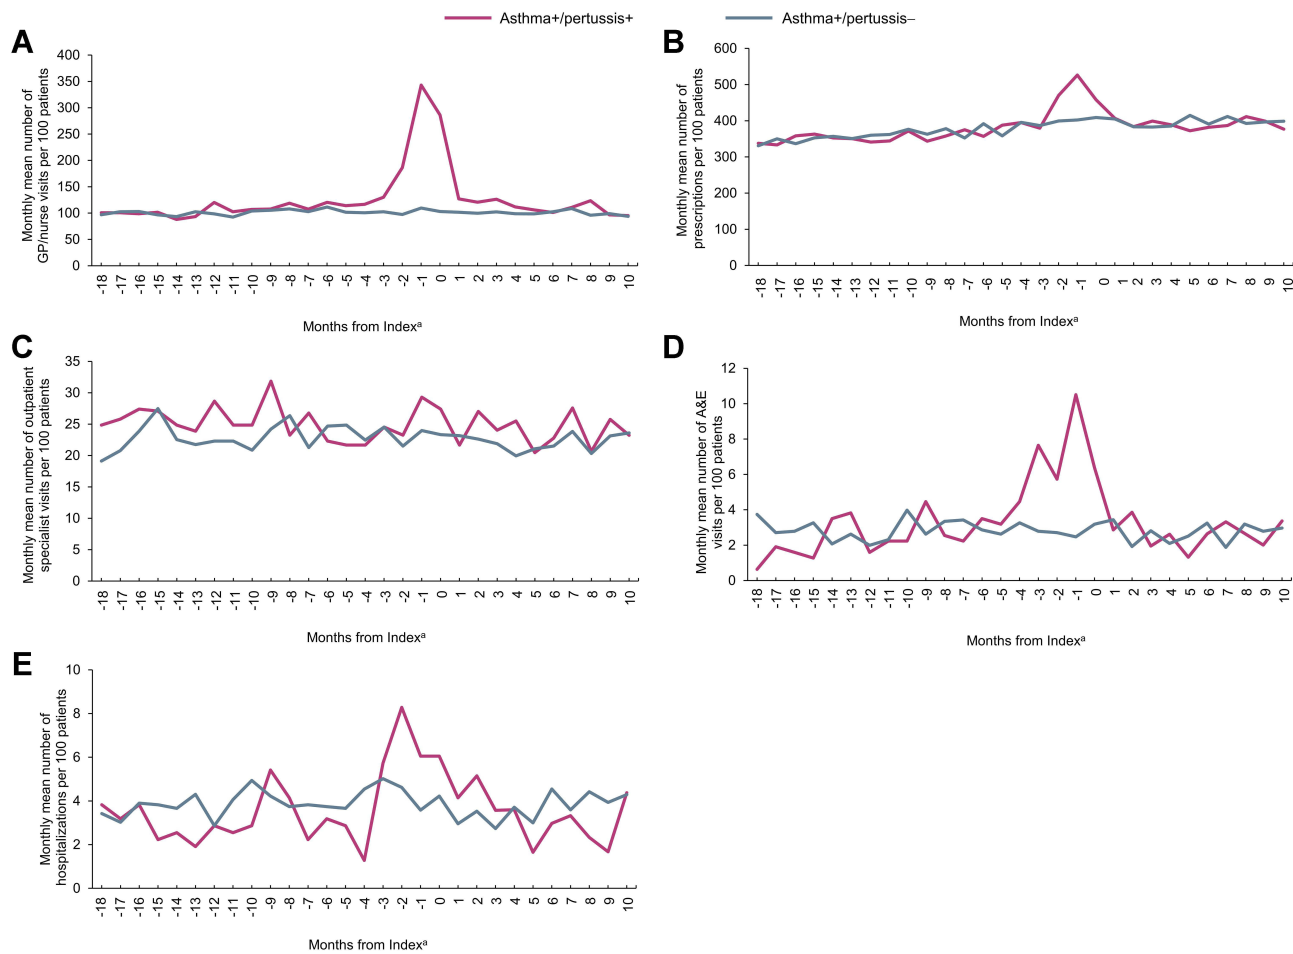 Asthma+/pertussis+
Asthma+/pertussis–
A
Monthly mean number of
GP/nurse visits per 100 patients
400
350
300
250
200
150
100
50
0
-18 -17 -16 -15 -14 -13 -12 -11 -10 -9 -8 -7 -6 -5 -4 -3 -2 -1 0 1 2 3 4 5 6 7 8 9 10
Months from Indexª
B
Monthly mean number of
prescriptions per 100 patients
600
500
400
300
200
100
0
-18 -17 -16 -15 -14 -13 -12 -11 -10 -9 -8 -7 -6 -5 -4 -3 -2 -1 0 1 2 3 4 5 6 7 8 9 10
Months from Indexª
C
Monthly mean number of outpatient
specialist visits per 100 patients
35
30
25
20
15
10
5
0
-18 -17 -16 -15 -14 -13 -12 -11 -10 -9 -8 -7 -6 -5 -4 -3 -2 -1 0 1 2 3 4 5 6 7 8 9 10
Months from Indexª
D
Monthly mean number of A&E
visits per 100 patients
12
10
8
6
4
2
0
-18 -17 -16 -15 -14 -13 -12 -11 -10 -9 -8 -7 -6 -5 -4 -3 -2 -1 0 1 2 3 4 5 6 7 8 9 10
Months from Indexª
E
Monthly mean number of
hospitalizations per 100 patients
10
8
6
4
2
0
-18 -17 -16 -15 -14 -13 -12 -11 -10 -9 -8 -7 -6 -5 -4 -3 -2 -1 0 1 2 3 4 5 6 7 8 9 10
Months from Indexª